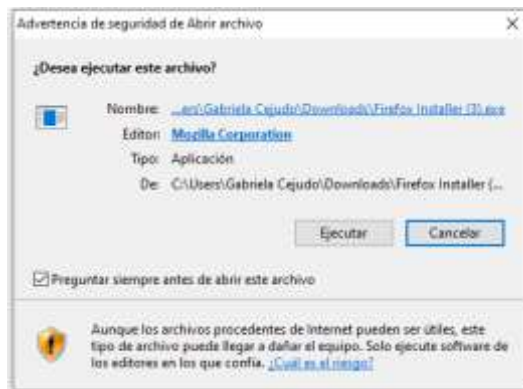 Advertencia de seguridad de Abrir archivo
¿Desea ejecutar este archivo?
Nombre: ...ers\Gabriela Cejudo\Downloads\Firefox Installer (3).exe
Editor: Mozilla Corporation
Tipo: Aplicación
De: C:\Users\Gabriela Cejudo\Downloads\Firefox Installer (...
Ejecutar
Cancelar
Preguntar siempre antes de abrir este archivo
Aunque los archivos procedentes de Internet pueden ser útiles, este
tipo de archivo puede llegar a dañar el equipo. Solo ejecute software de
los editores en los que confía. ¿Cuál es el riesgo?